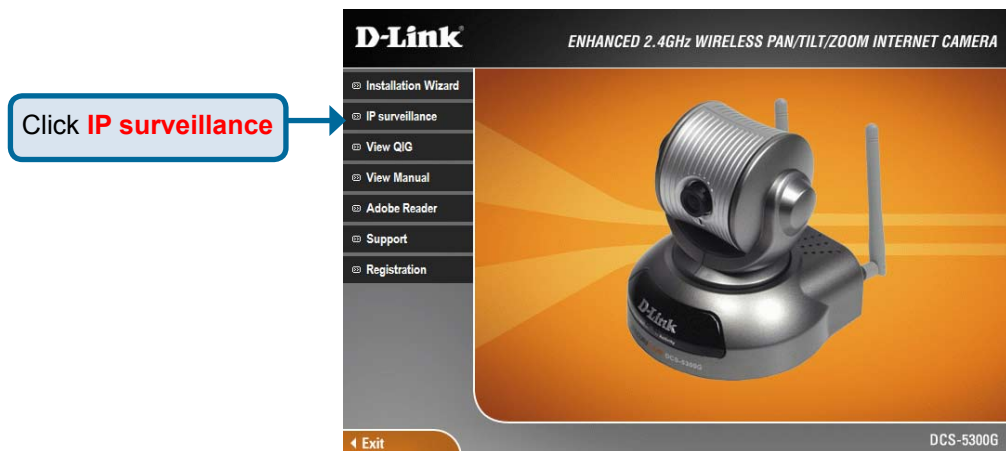 D-Link
ENHANCED 2.4GHz WIRELESS PAN/TILT/ZOOM INTERNET CAMERA
Installation Wizard
Click IP surveillance
IP surveillance
View QIG
View Manual
Adobe Reader
Support
Registration
D-Link
DCS-5300G
Exit
DCS-5300G